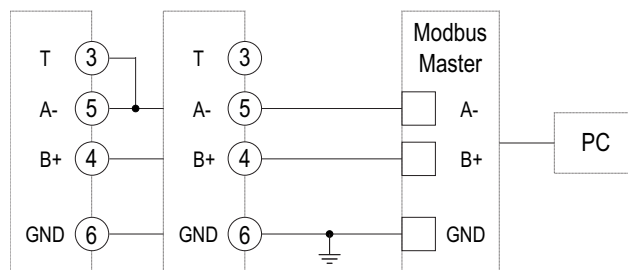 T 3 T 3 Modbus
Master
A- 5 A- 5 A-
B+ 4 B+ 4 B+ PC
GND 6 GND 6 GND